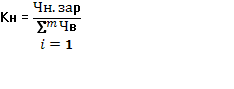 Кн = Чн. зар
∑ᵐ Чв
i = 1